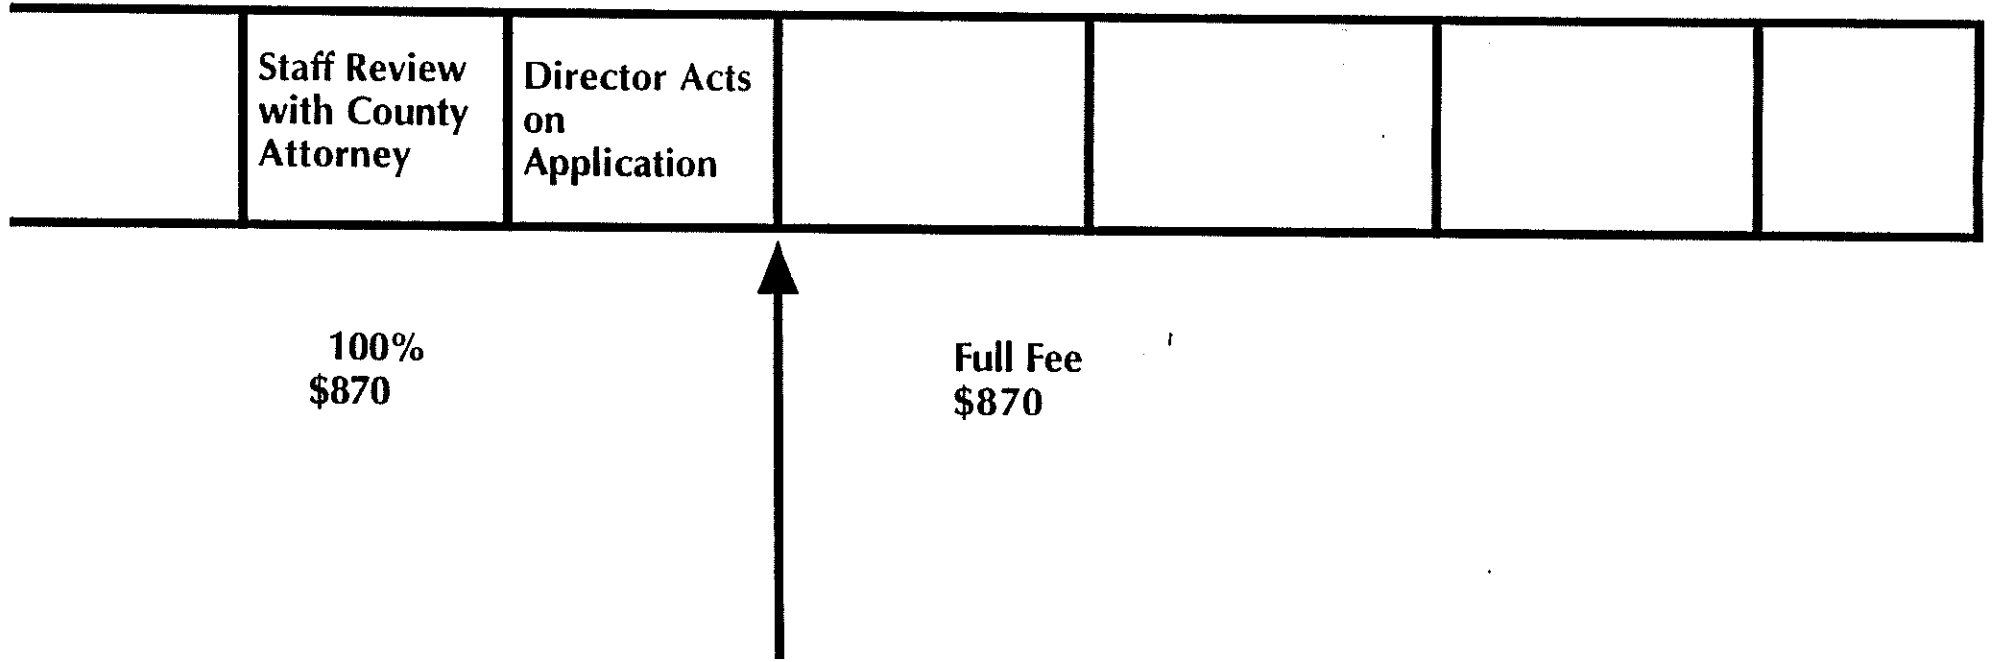 Staff Review
with County
Attorney
Director Acts
on
Application
100%
$870
Full Fee
$870